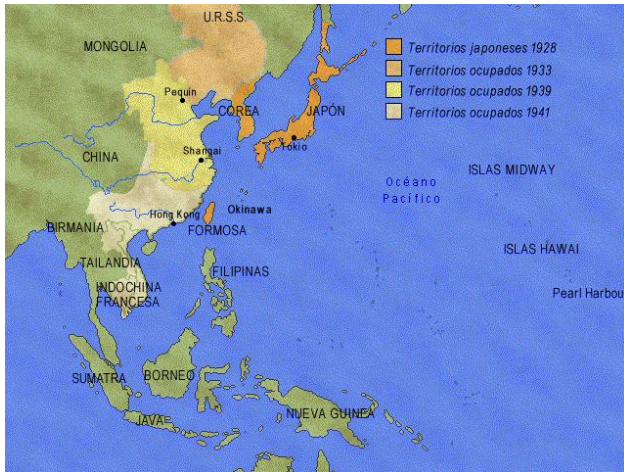 U.R.S.S.
MONGOLIA
Territorios japoneses 1928
Territorios ocupados 1933
Territorios ocupados 1939
Territorios ocupados 1941
Pequin
COREA
JAPÓN
Tokio
CHINA
Shangai
ISLAS MIDWAY
Océano
Pacífico
Okinawa
Hong Kong
FORMOSA
BIRMANIA
ISLAS HAWAI
TAILANDIA
FILIPINAS
INDOCHINA
FRANCESA
Pearl Harbou
SUMATRA
BORNEO
JAVA
NUEVA GUINEA